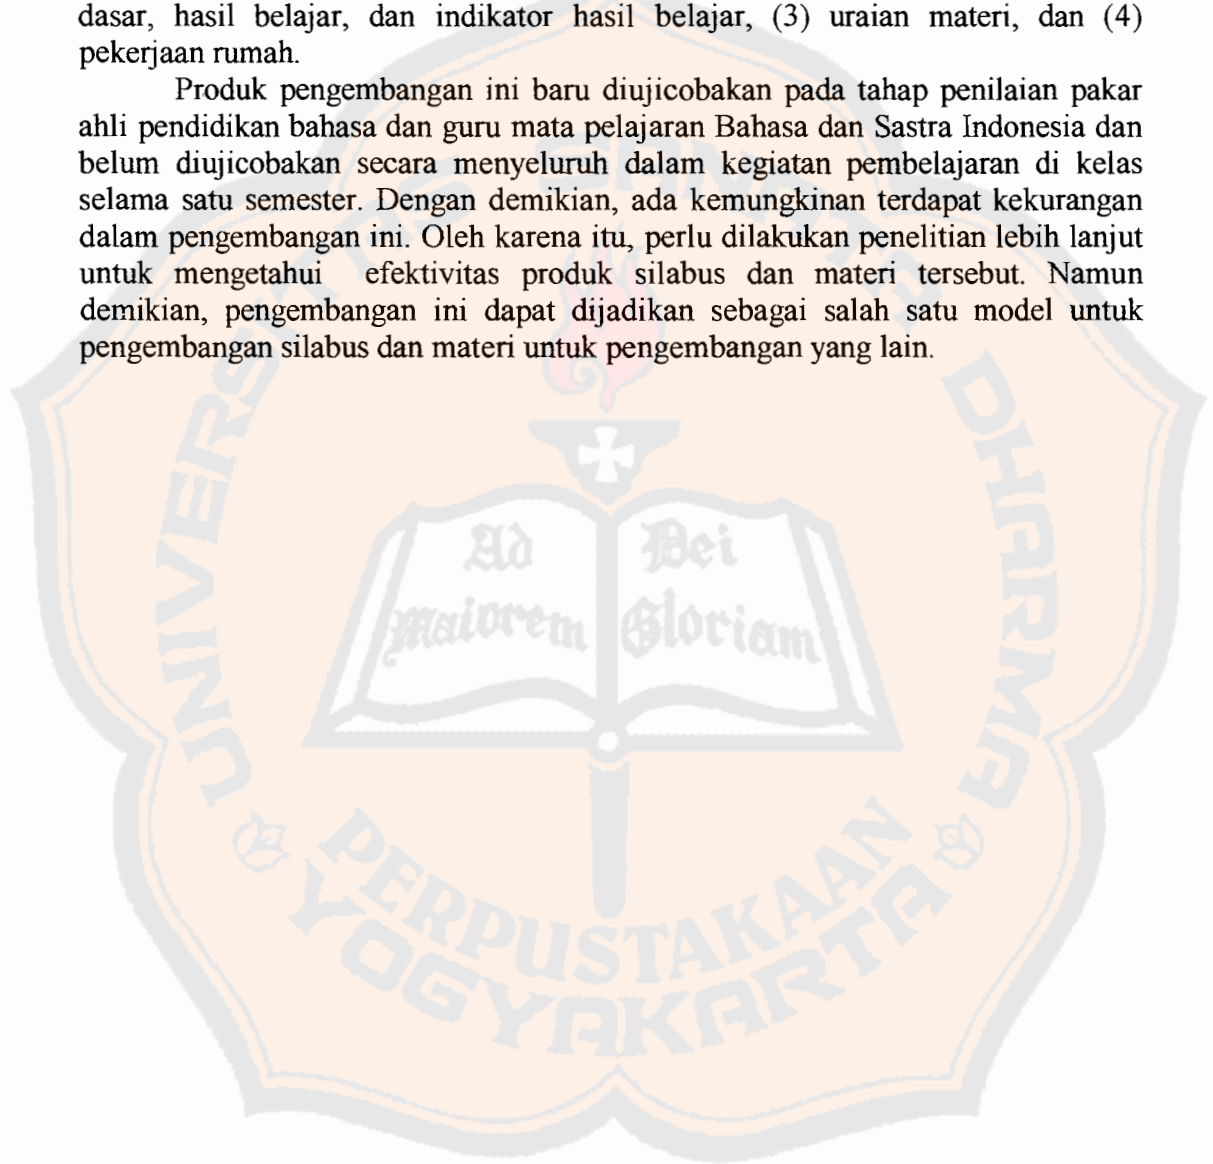 dasar, hasil belajar, dan indikator hasil belajar, (3) uraian materi, dan (4)
pekerjaan rumah.
Produk pengembangan ini baru diujicobakan pada tahap penilaian pakar
ahli pendidikan bahasa dan guru mata pelajaran Bahasa dan Sastra Indonesia dan
belum diujicobakan secara menyeluruh dalam kegiatan pembelajaran di kelas
selama satu semester. Dengan demikian, ada kemungkinan terdapat kekurangan
dalam pengembangan ini. Oleh karena itu, perlu dilakukan penelitian lebih lanjut
untuk mengetahui efektivitas produk silabus dan materi tersebut. Namun
demikian, pengembangan ini dapat dijadikan sebagai salah satu model untuk
pengembangan silabus dan materi untuk pengembangan yang lain.
UNIVERSITAS SANATA DHARMA
Ad Dei
Maiorem Gloriam
PERPUSTAKAAN
YOGYAKARTA